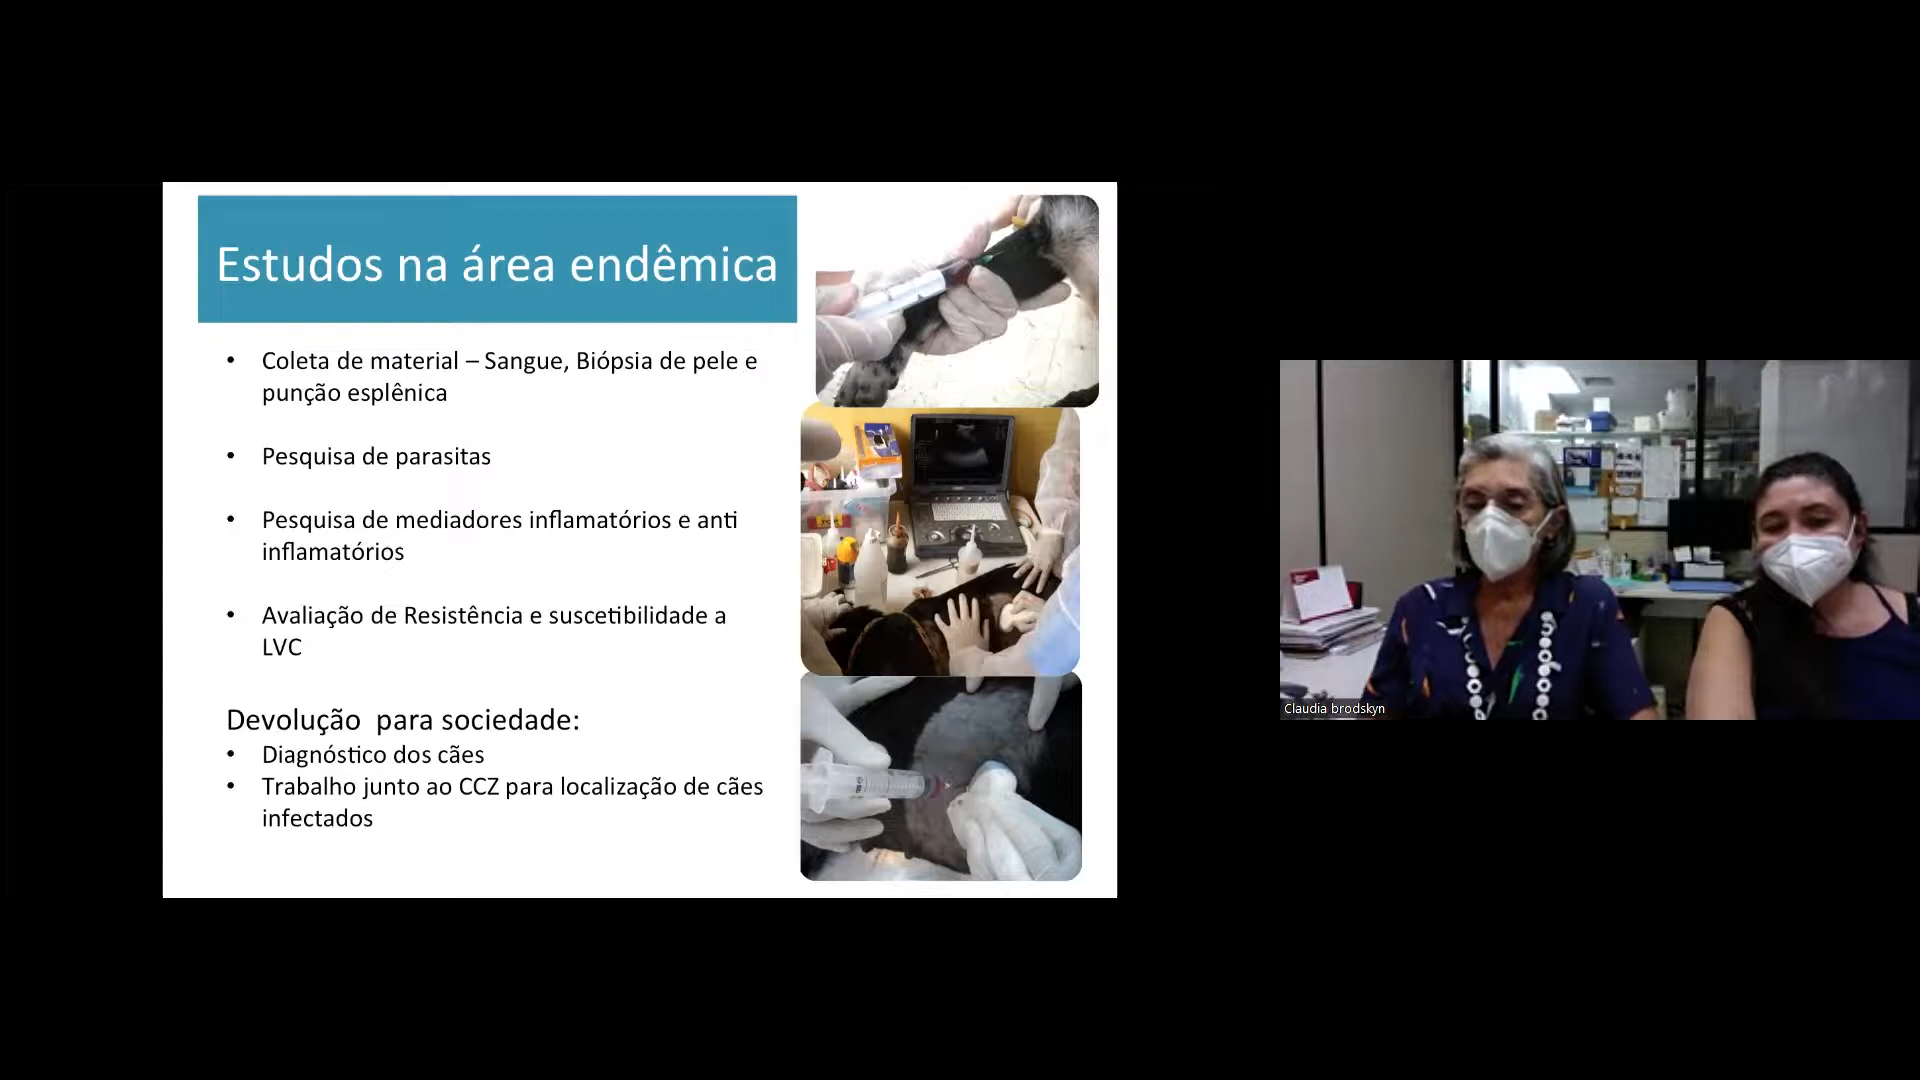 Estudos na área endêmica
• Coleta de material – Sangue, Biópsia de pele e
punção esplênica
• Pesquisa de parasitas
• Pesquisa de mediadores inflamatórios e anti
inflamatórios
• Avaliação de Resistência e suscetibilidade a
LVC
Devolução  para sociedade:
• Diagnóstico dos cães
• Trabalho junto ao CCZ para localização de cães
infectados
Claudia brodskyn